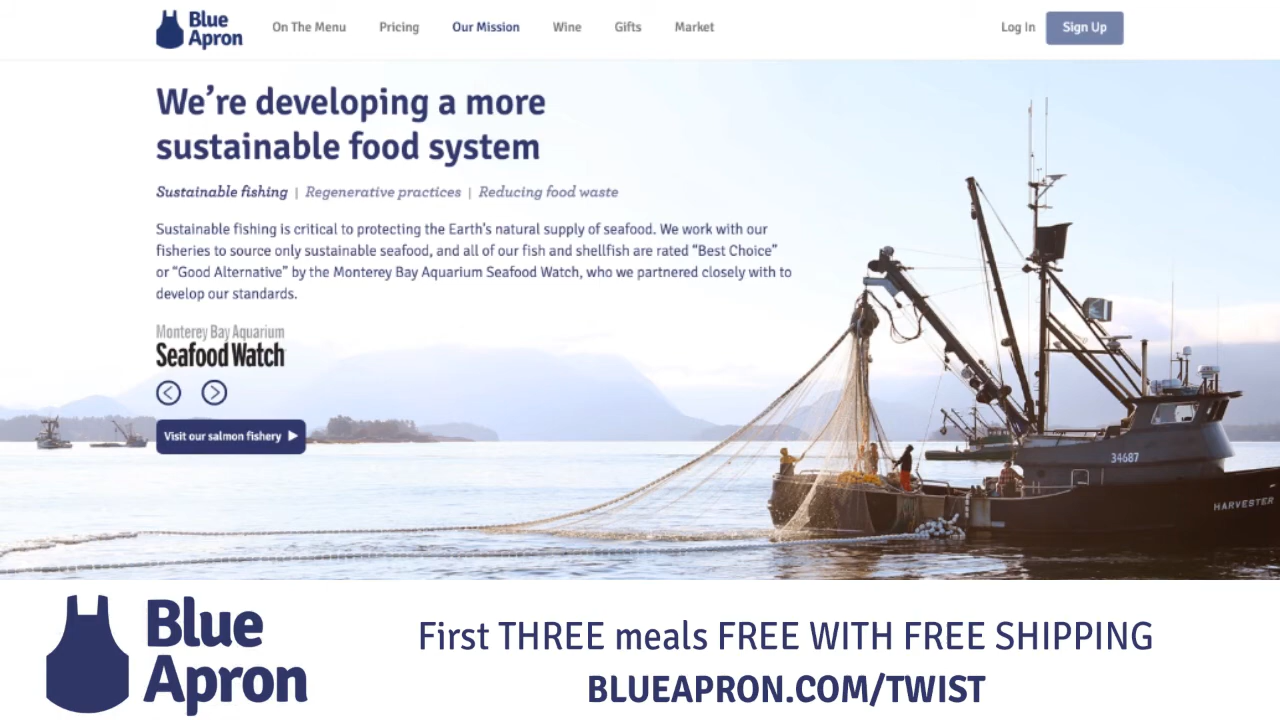 Blue Apron
On The Menu Pricing Our Mission Wine Gifts Market Log In Sign Up
We're developing a more
sustainable food system
Sustainable fishing | Regenerative practices | Reducing food waste
Sustainable fishing is critical to protecting the Earth's natural supply of seafood. We work with our
fisheries to source only sustainable seafood, and all of our fish and shellfish are rated “Best Choice”
or “Good Alternative” by the Monterey Bay Aquarium Seafood Watch, who we partnered closely with to
develop our standards.
Monterey Bay Aquarium
Seafood Watch
Visit our salmon fishery
34687
HARVESTER
Blue
Apron
First THREE meals FREE WITH FREE SHIPPING
BLUEAPRON.COM/TWIST